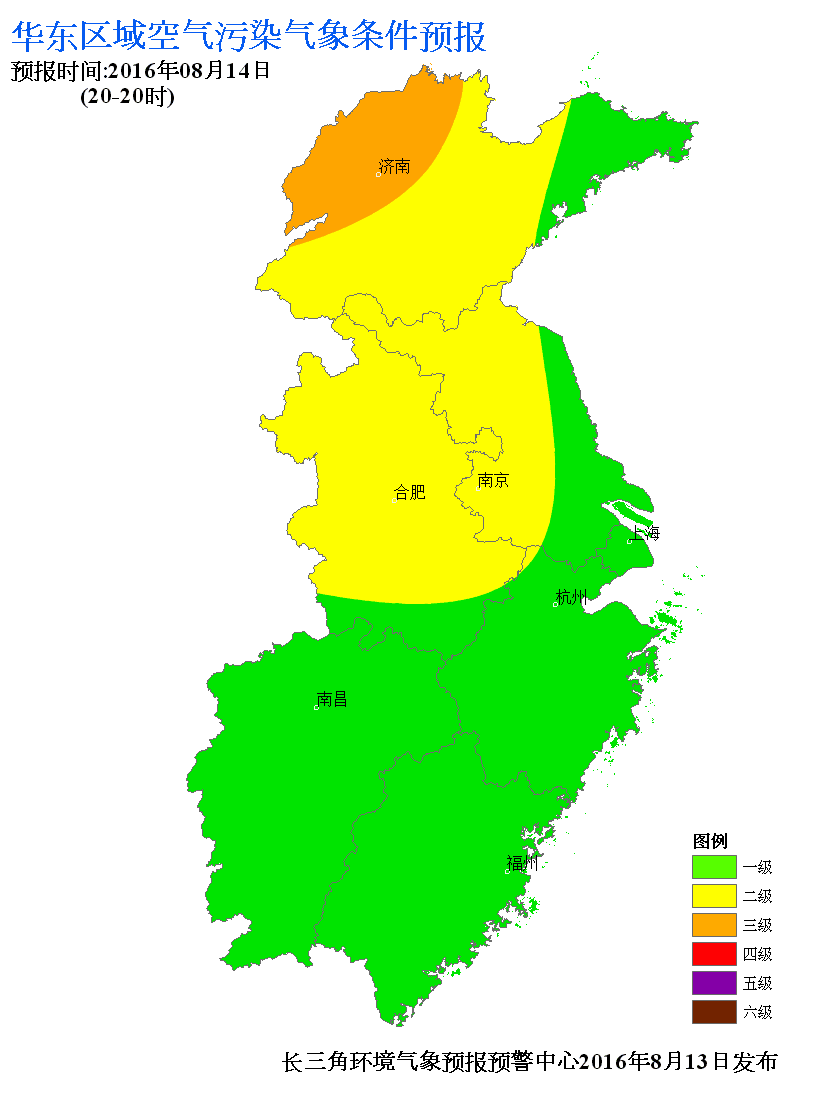 华东区域空气污染气象条件预报
预报时间:2016年08月14日
(20-20时)
济南
南京
合肥
上海
杭州
南昌
福州
图例
一级
二级
三级
四级
五级
六级
长三角环境气象预报预警中心2016年8月13日发布